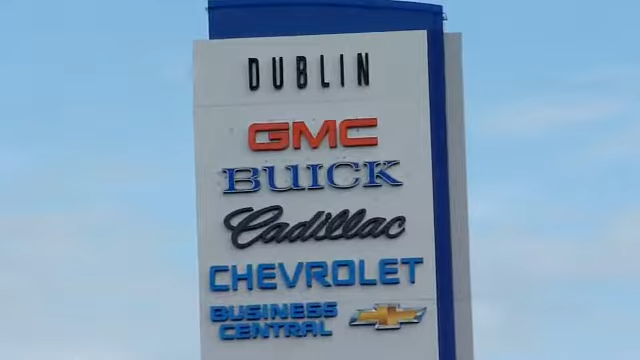 DUBLIN
GMC
BUICK
Cadillac
CHEVROLET
BUSINESS
CENTRAL